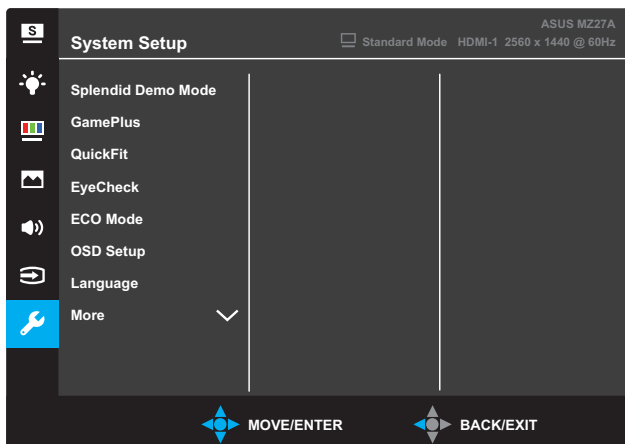 S
ASUS MZ27A
System Setup
Standard Mode HDMI-1 2560 x 1440 @ 60Hz
Splendid Demo Mode
GamePlus
QuickFit
EyeCheck
ECO Mode
OSD Setup
Language
More
MOVE/ENTER
BACK/EXIT